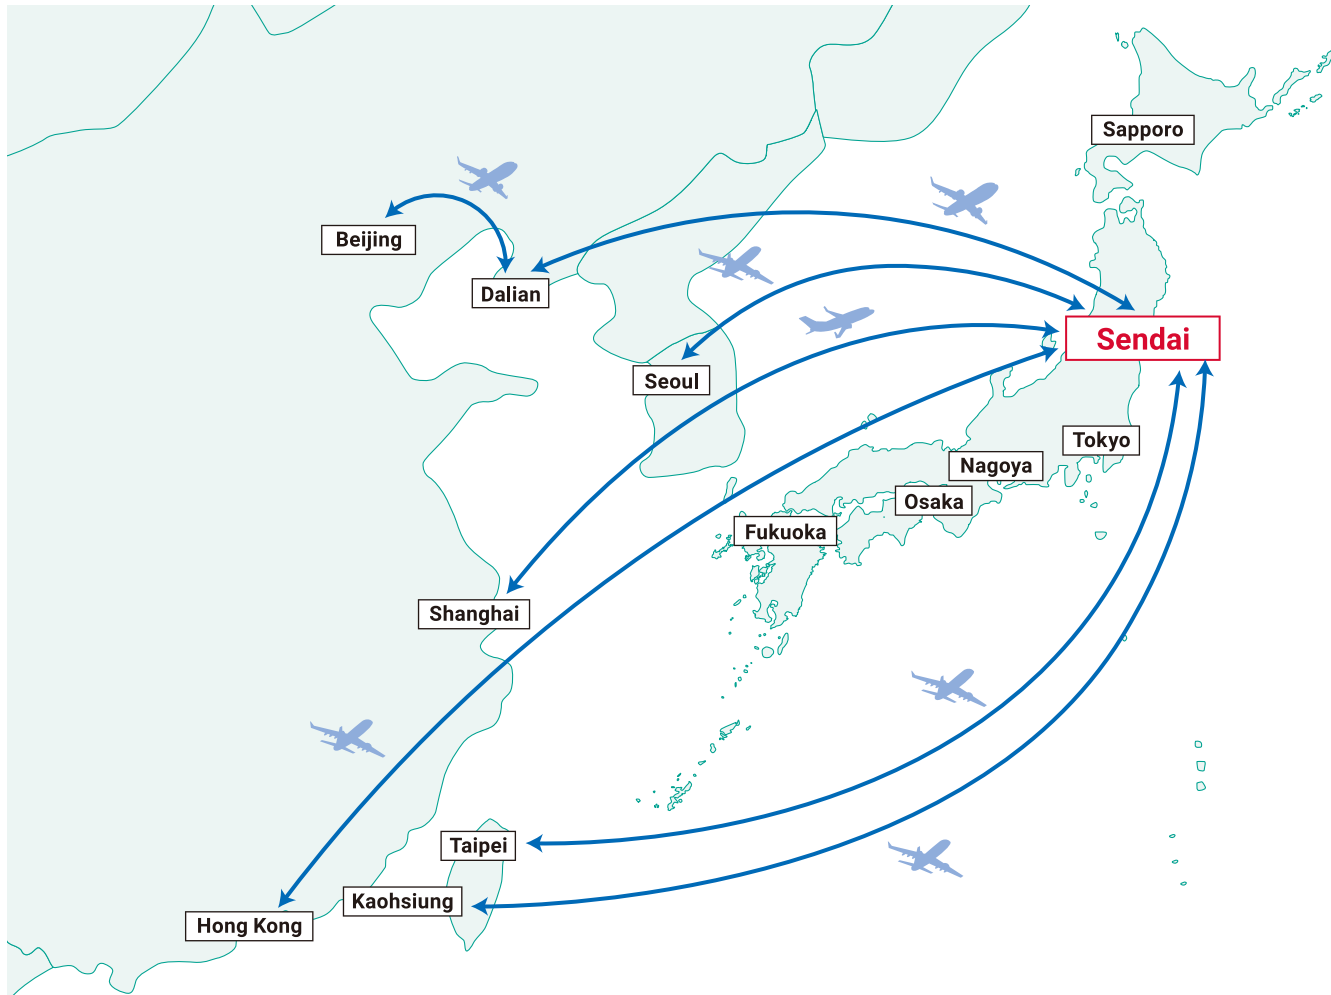 Sapporo
Beijing
Dalian
Sendai
Seoul
Tokyo
Nagoya
Osaka
Fukuoka
Shanghai
Taipei
Kaohsiung
Hong Kong